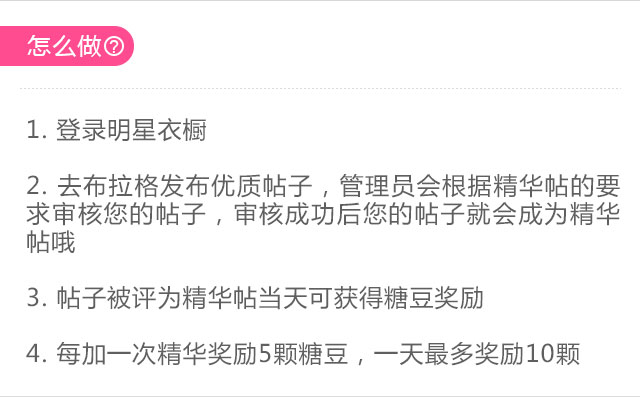 怎么做?
1. 登录明星衣橱
2. 去布拉格发布优质帖子，管理员会根据精华帖的要
求审核您的帖子，审核成功后您的帖子就会成为精华
帖哦
3. 帖子被评为精华帖当天可获得糖豆奖励
4. 每加一次精华奖励5颗糖豆，一天最多奖励10颗